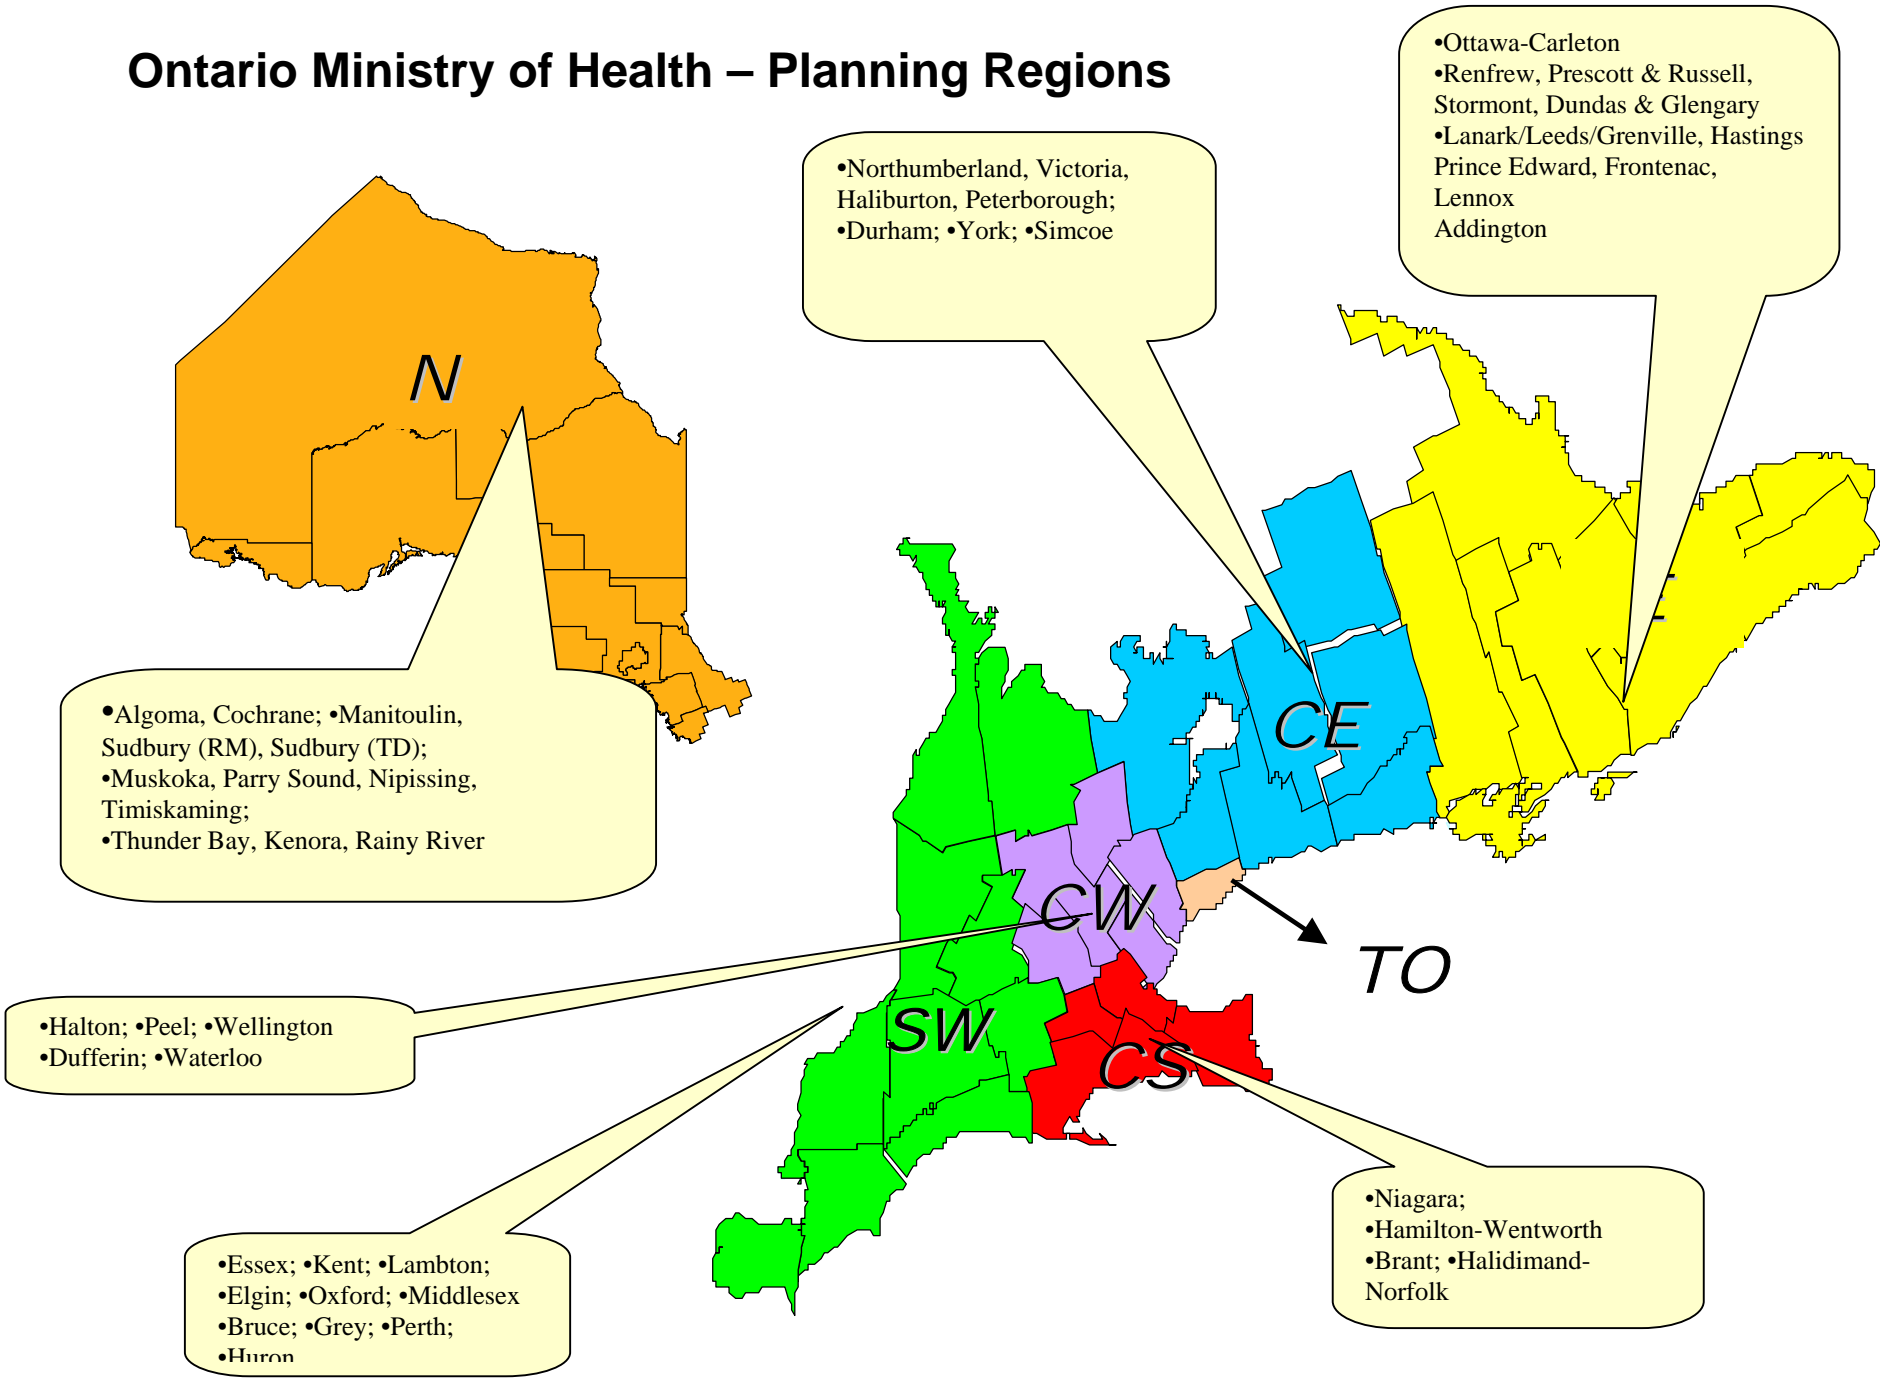 Ontario Ministry of Health – Planning Regions
•Ottawa-Carleton
•Renfrew, Prescott & Russell,
Stormont, Dundas & Glengary
•Lanark/Leeds/Grenville, Hastings
Prince Edward, Frontenac,
Lennox
Addington
•Northumberland, Victoria,
Haliburton, Peterborough;
•Durham; •York; •Simcoe
N
•Algoma, Cochrane; •Manitoulin,
Sudbury (RM), Sudbury (TD);
•Muskoka, Parry Sound, Nipissing,
Timiskaming;
•Thunder Bay, Kenora, Rainy River
CE
CW
TO
•Halton; •Peel; •Wellington
•Dufferin; •Waterloo
SW
CS
•Niagara;
•Hamilton-Wentworth
•Brant; •Halidimand-
Norfolk
•Essex; •Kent; •Lambton;
•Elgin; •Oxford; •Middlesex
•Bruce; •Grey; •Perth;
•Huron